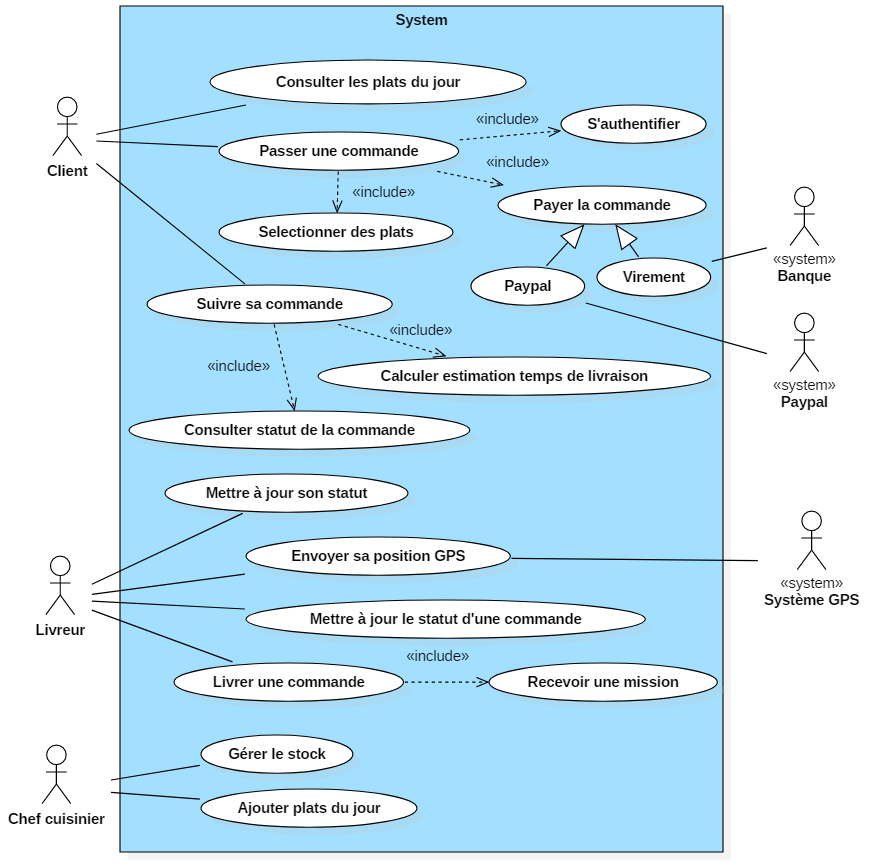 System
Consulter les plats du jour
«include»
S'authentifier
Passer une commande
«include»
Client
«include»
Payer la commande
Selectionner des plats
«system»
Banque
Virement
Paypal
Suivre sa commande
«include»
«include»
Calculer estimation temps de livraison
«system»
Paypal
Consulter statut de la commande
Mettre à jour son statut
Envoyer sa position GPS
«system»
Système GPS
Mettre à jour le statut d'une commande
Livreur
«include»
Livrer une commande
Recevoir une mission
Gérer le stock
Ajouter plats du jour
Chef cuisinier